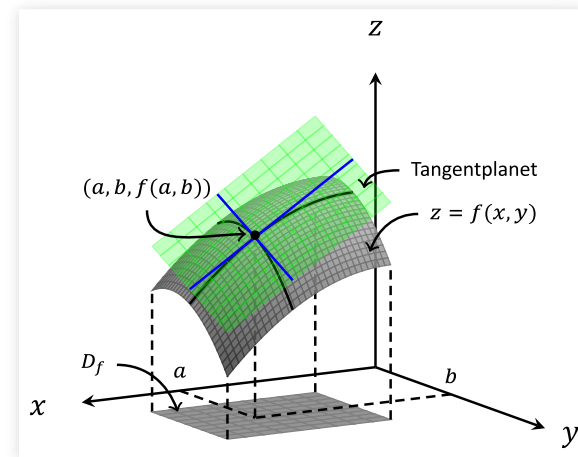 z
Tangentplanet
(a, b, f(a, b))
z = f(x, y)
D_f
a
b
x
y